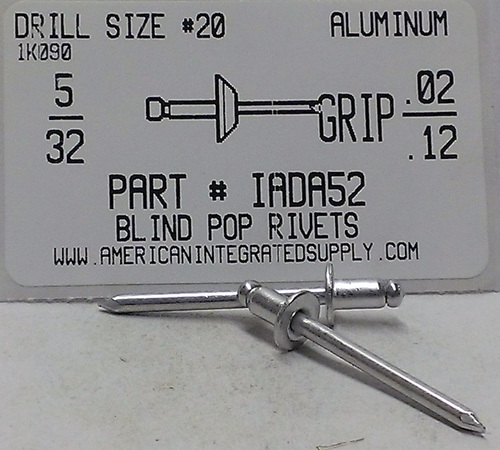 DRILL SIZE #20 ALUMINUM
1K090
5/32 GRIP .02/.12
PART # IADA52
BLIND POP RIVETS
WWW.AMERICANINTEGRATEDSUPPLY.COM